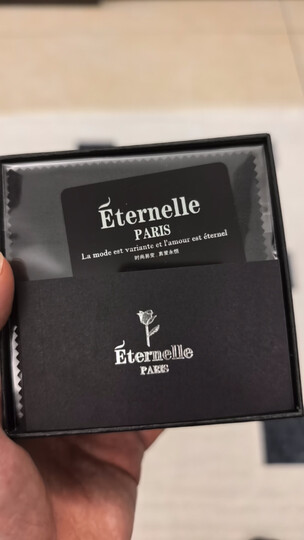 Éternelle
PARIS
La mode est variante et l'amour est éternel
时尚易变 真爱永恒
Éternelle
PARIS